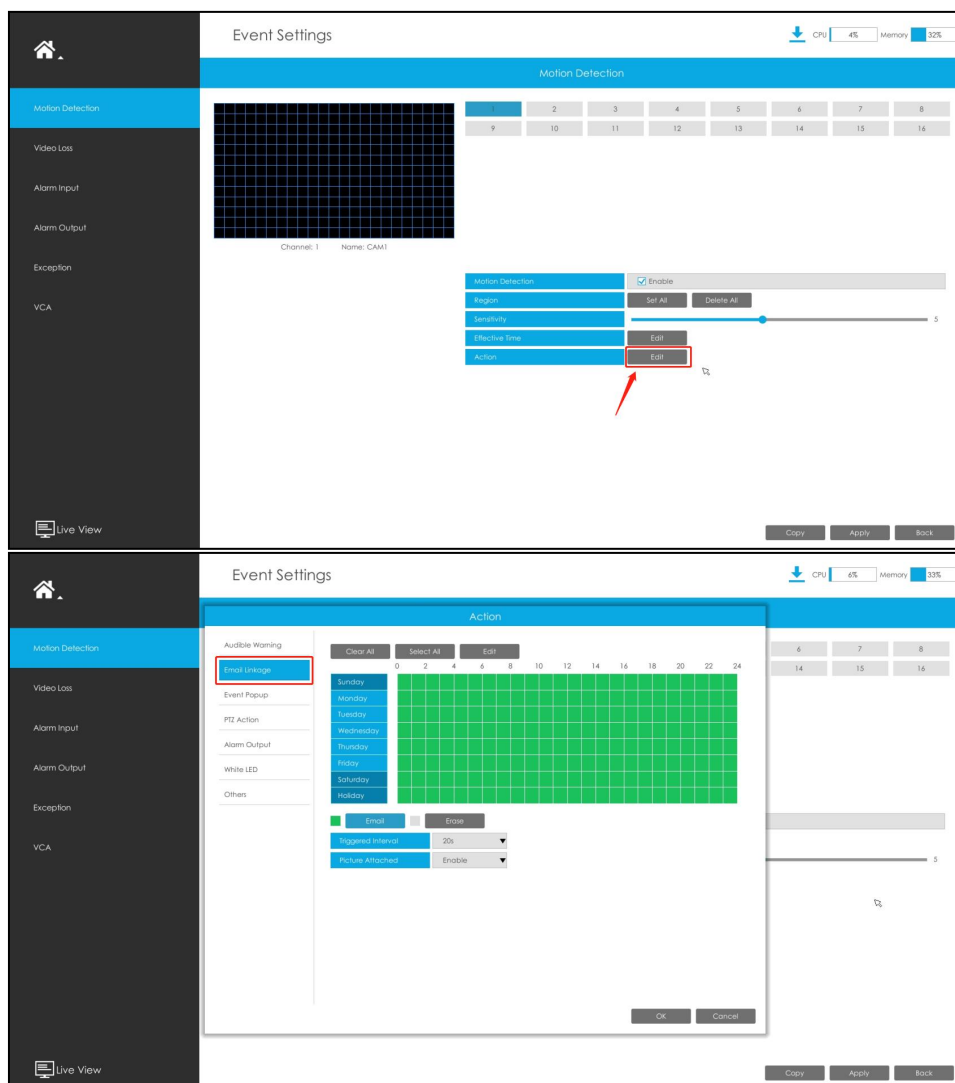 Event Settings
CPU 4% Memory 32%
Motion Detection
Motion Detection
Video Loss
Alarm Input
Alarm Output
Exception
VCA
Live View
1 2 3 4 5 6 7 8
9 10 11 12 13 14 15 16
Channel: 1 Name: CAM1
Motion Detection Enable
Region Set All Delete All
Sensitivity 5
Effective Time Edit
Action Edit
Copy Apply Back
Event Settings
CPU 6% Memory 33%
Motion Detection
Video Loss
Alarm Input
Alarm Output
Exception
VCA
Live View
Action
Audible Warning
Email Linkage
Event Popup
PTZ Action
Alarm Output
White LED
Others
Clear All Select All Edit
0 2 4 6 8 10 12 14 16 18 20 22 24
Sunday
Monday
Tuesday
Wednesday
Thursday
Friday
Saturday
Holiday
Email Erase
Triggered Interval 20s
Picture Attached Enable
OK Cancel
6 7 8
14 15 16
5
Copy Apply Back